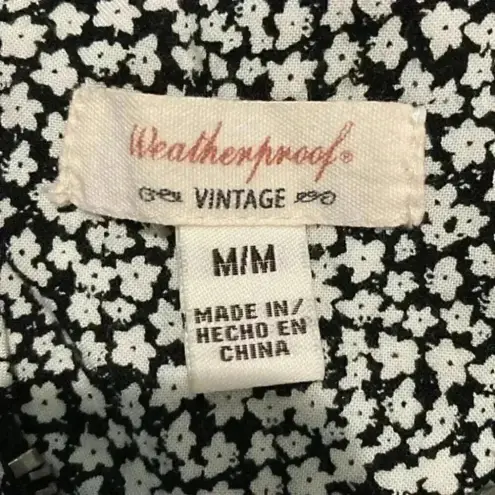 Weatherproof®
VINTAGE
M/M
MADE IN/
HECHO EN
CHINA